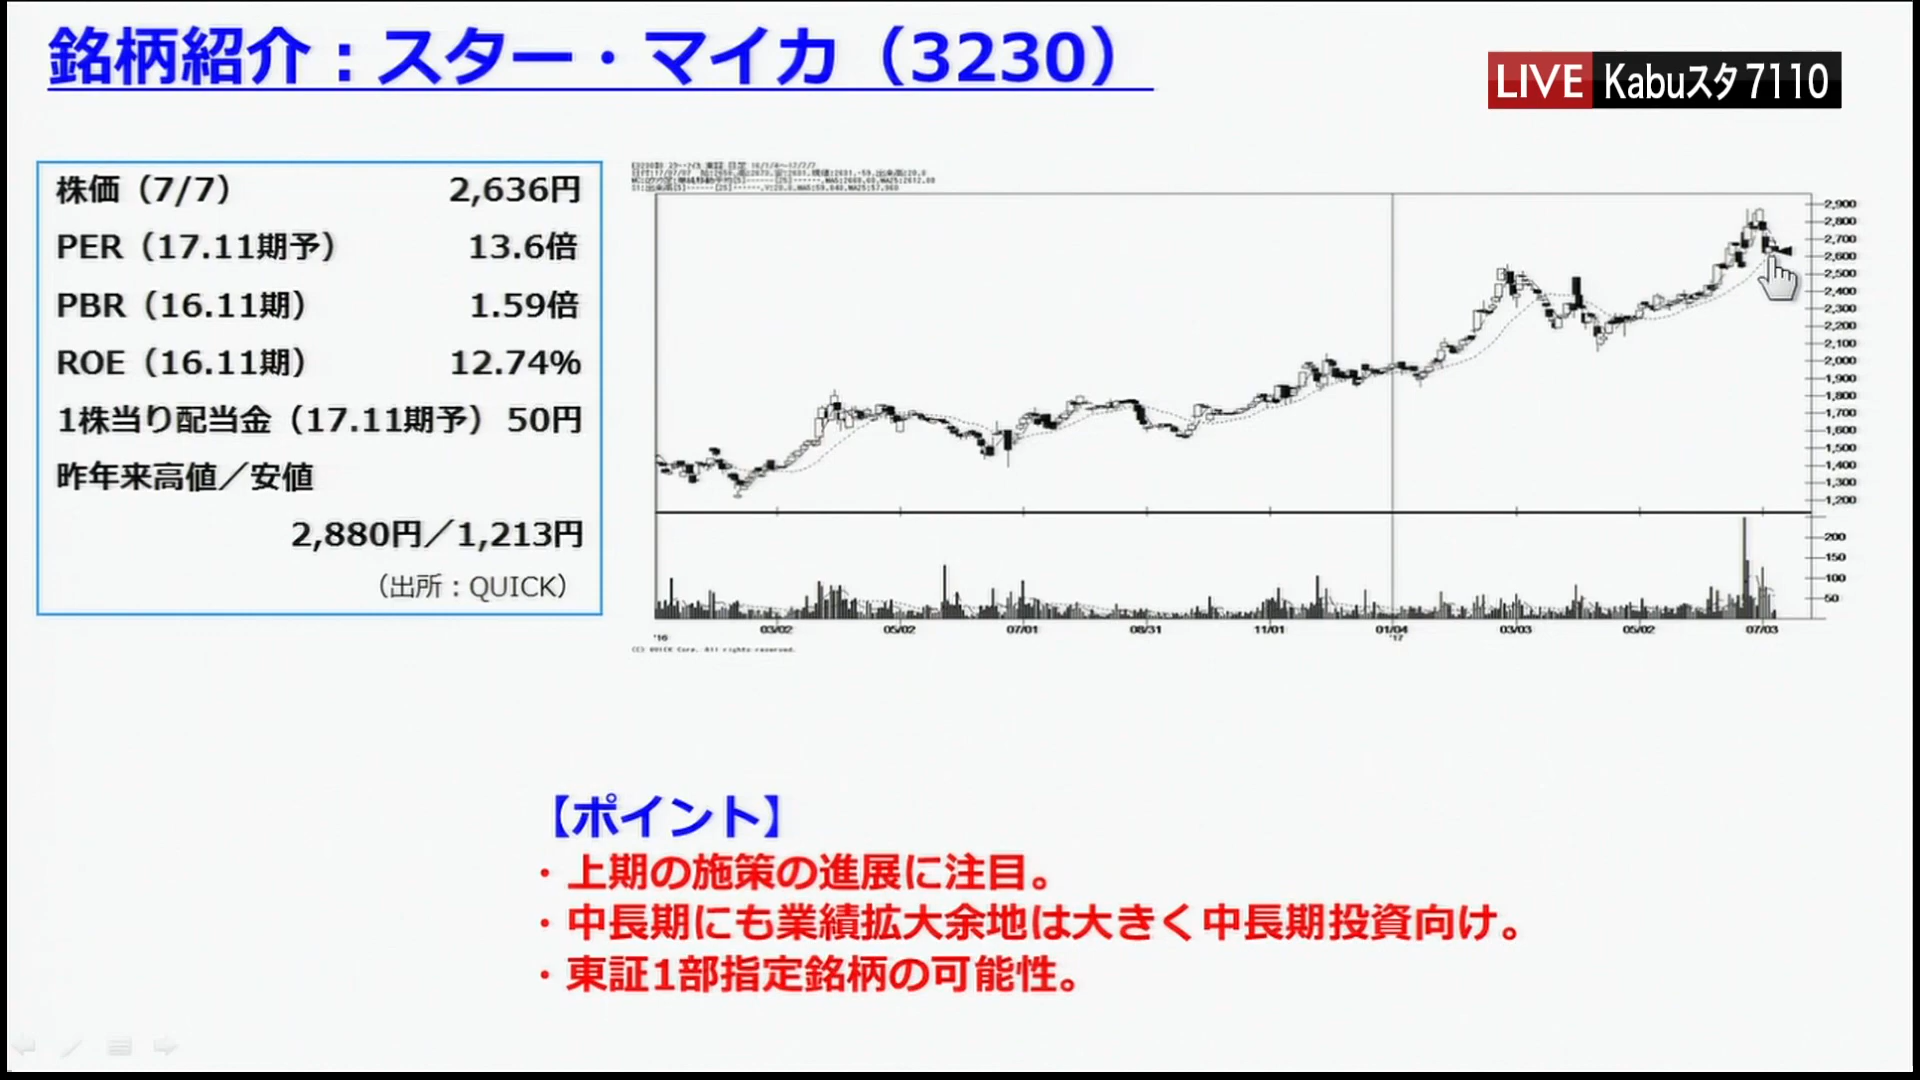 銘柄紹介：スター・マイカ（3230）
LIVE Kabuスタ 7110
株価（7/7） 2,636円
PER（17.11期予） 13.6倍
PBR（16.11期） 1.59倍
ROE（16.11期） 12.74%
1株当り配当金（17.11期予） 50円
昨年来高値／安値
2,880円／1,213円
（出所：QUICK）
2,900
2,800
2,700
2,600
2,500
2,400
2,300
2,200
2,100
2,000
1,900
1,800
1,700
1,600
1,500
1,400
1,300
1,200
200
150
100
50
03/02 05/02 07/01 08/31 11/01 01/04 03/03 05/02 07/03
'16 '17
(C) QUICK Corp. All rights reserved.
【ポイント】
・上期の施策の進展に注目。
・中長期にも業績拡大余地は大きく中長期投資向け。
・東証1部指定銘柄の可能性。